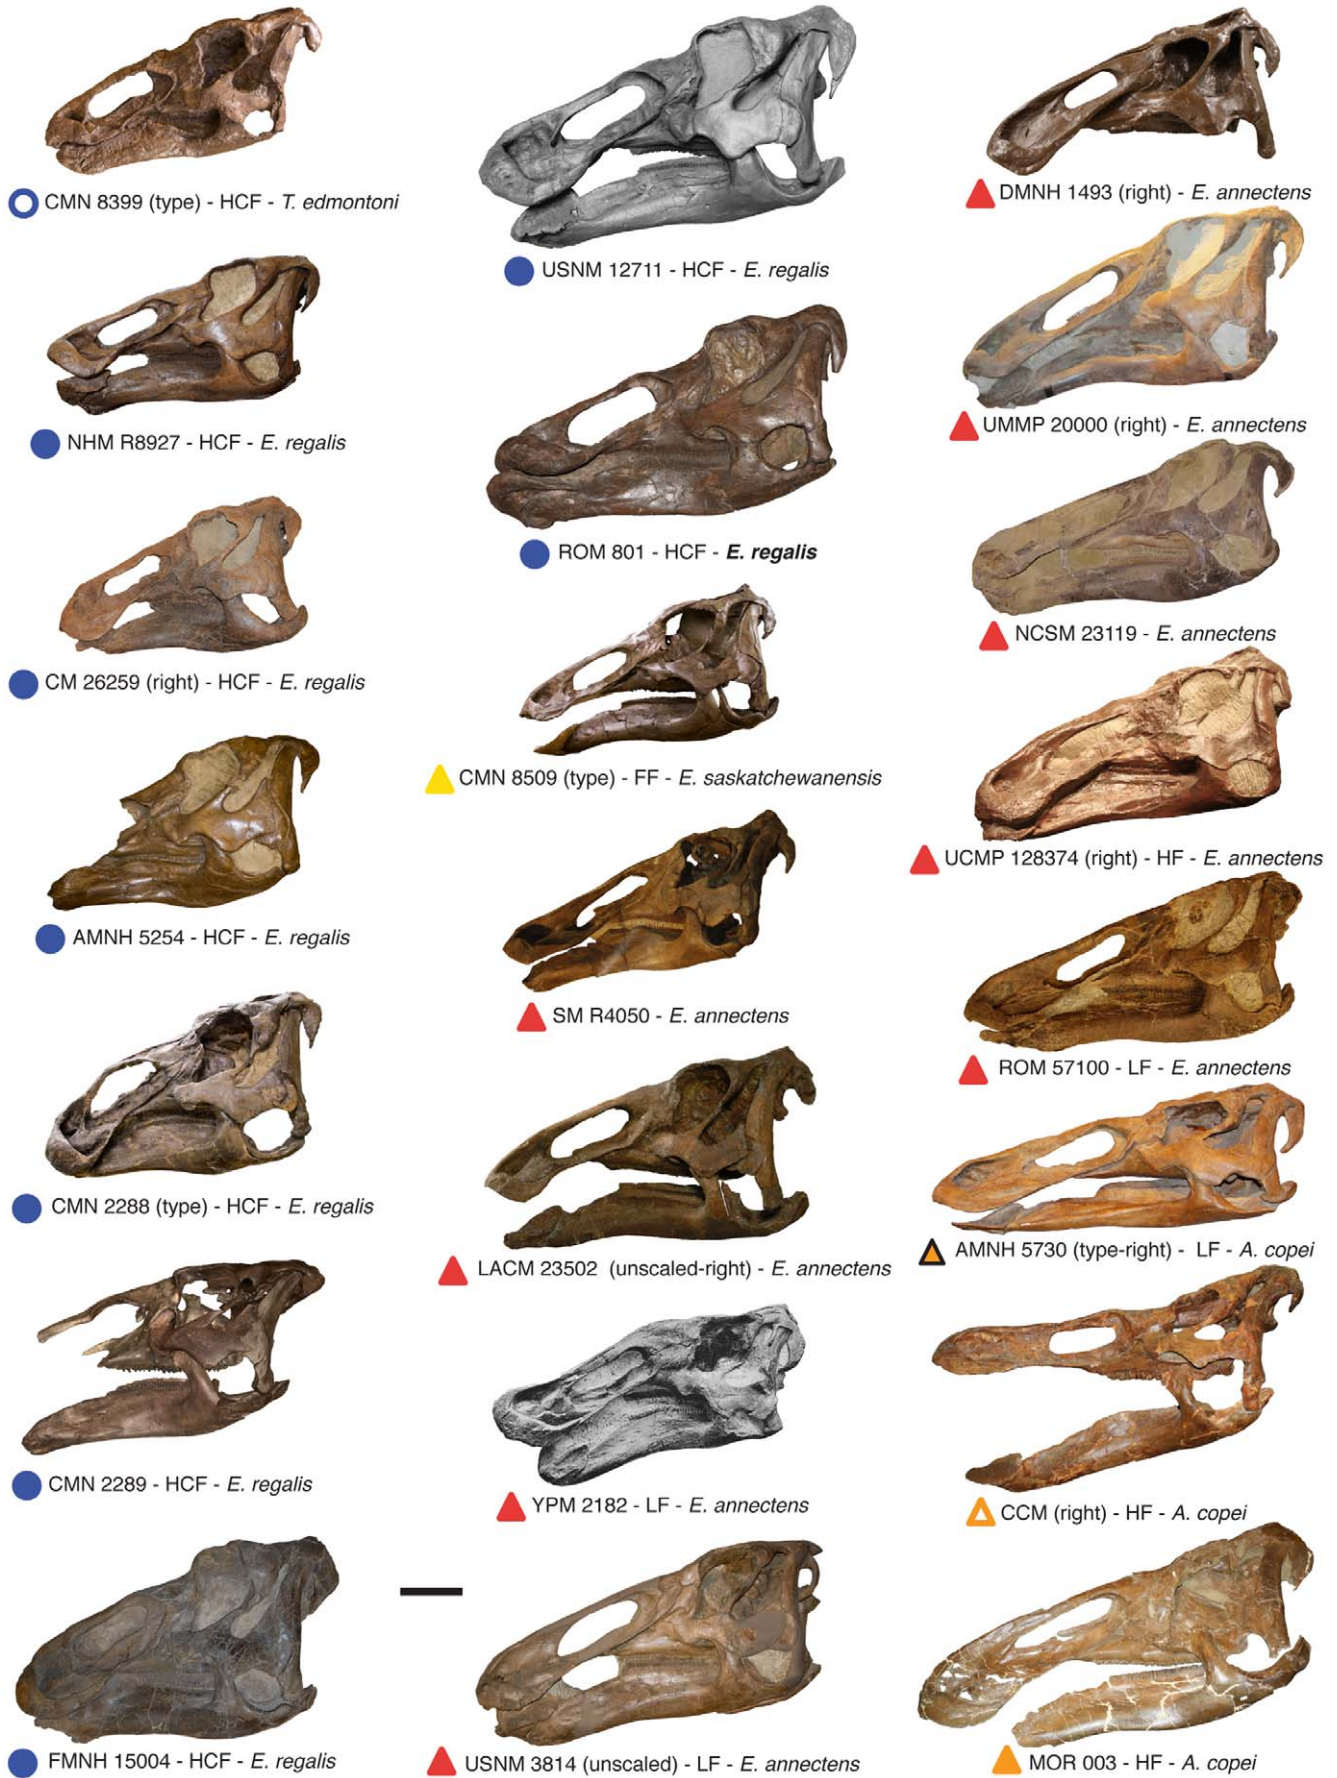 CMN 8399 (type) - HCF - T. edmontoni
NHM R8927 - HCF - E. regalis
CM 26259 (right) - HCF - E. regalis
AMNH 5254 - HCF - E. regalis
CMN 2288 (type) - HCF - E. regalis
CMN 2289 - HCF - E. regalis
FMNH 15004 - HCF - E. regalis
USNM 12711 - HCF - E. regalis
ROM 801 - HCF - E. regalis
CMN 8509 (type) - FF - E. saskatchewanensis
SM R4050 - E. annectens
LACM 23502 (unscaled-right) - E. annectens
YPM 2182 - LF - E. annectens
USNM 3814 (unscaled) - LF - E. annectens
DMNH 1493 (right) - E. annectens
UMMP 20000 (right) - E. annectens
NCSM 23119 - E. annectens
UCMP 128374 (right) - HF - E. annectens
ROM 57100 - LF - E. annectens
AMNH 5730 (type-right) - LF - A. copei
CCM (right) - HF - A. copei
MOR 003 - HF - A. copei